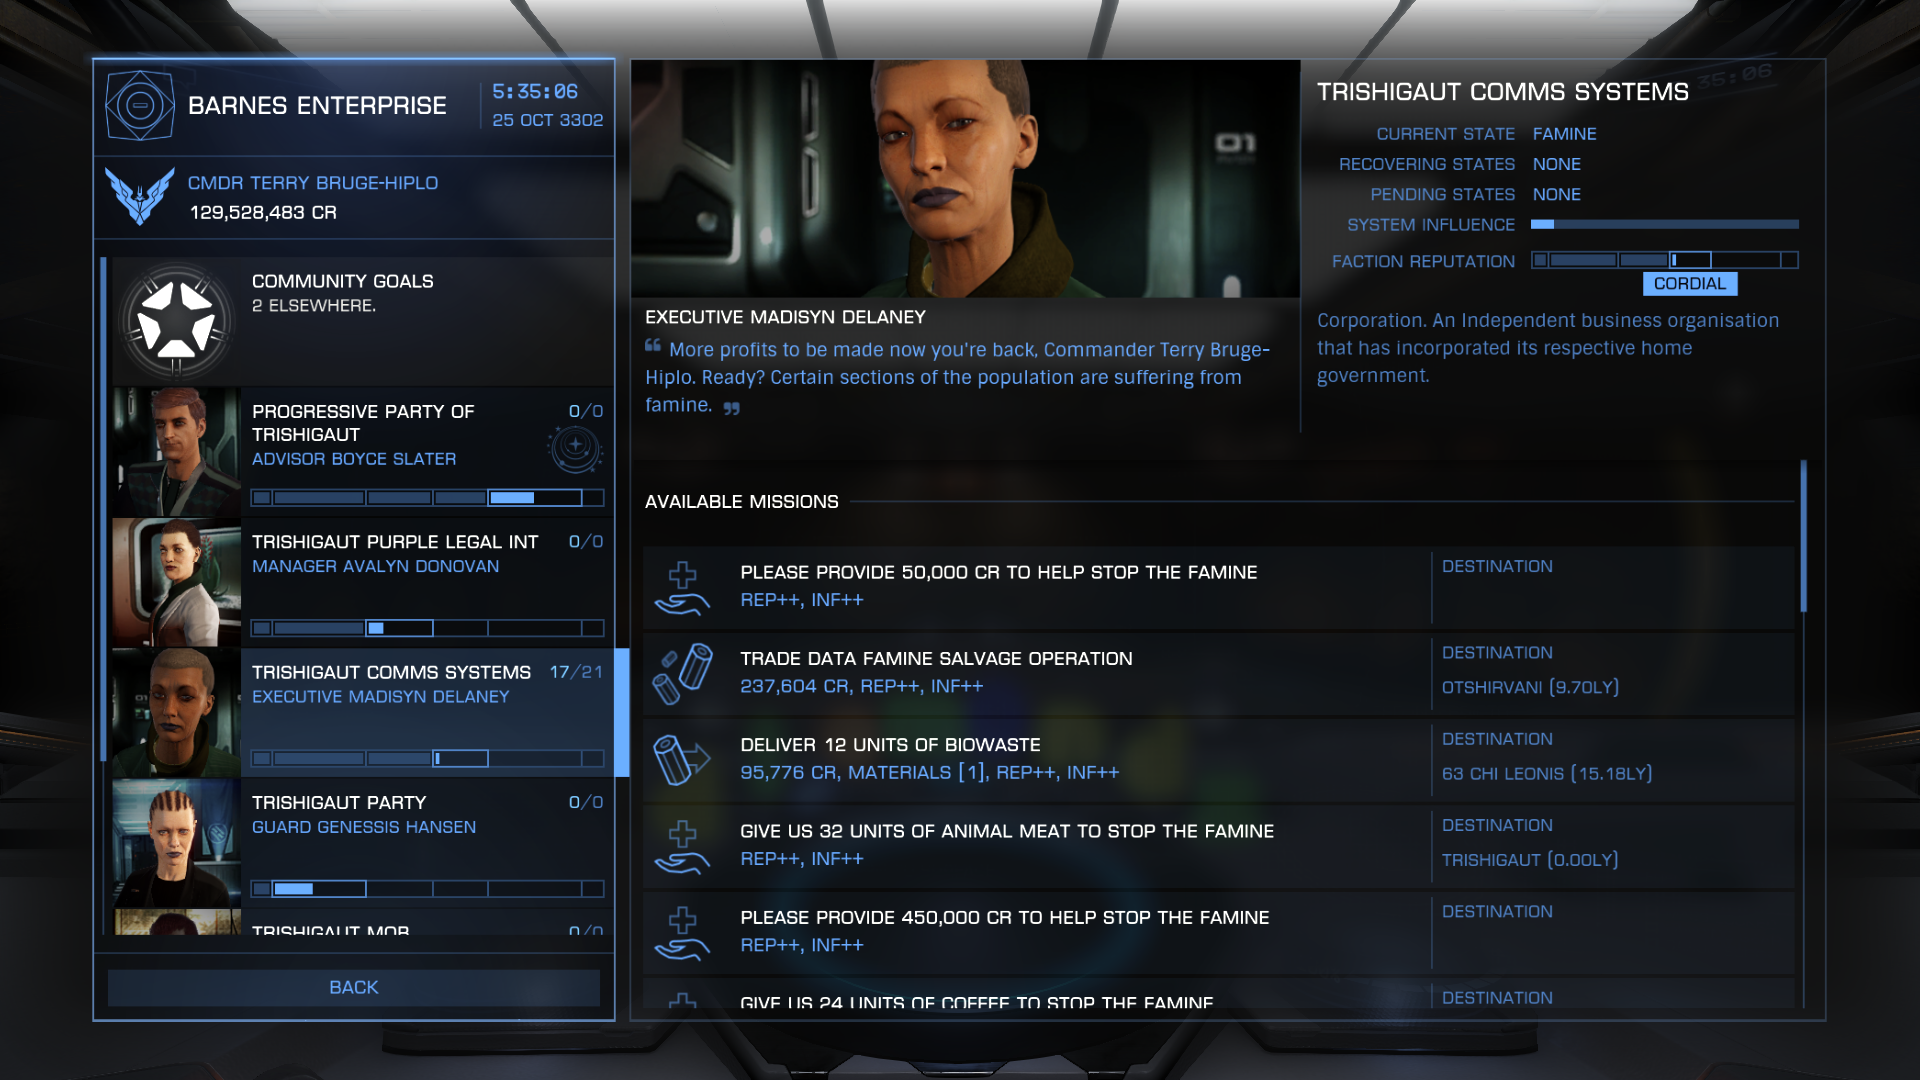 BARNES ENTERPRISE
5:35:06
25 OCT 3302
CMDR TERRY BRUGE-HIPLO
129,528,483 CR
COMMUNITY GOALS
2 ELSEWHERE.
PROGRESSIVE PARTY OF
TRISHIGAUT
0/0
ADVISOR BOYCE SLATER
TRISHIGAUT PURPLE LEGAL INT
0/0
MANAGER AVALYN DONOVAN
TRISHIGAUT COMMS SYSTEMS
17/21
EXECUTIVE MADISYN DELANEY
TRISHIGAUT PARTY
0/0
GUARD GENESSIS HANSEN
TRISHIGAUT MOB
0/0
BACK
01
EXECUTIVE MADISYN DELANEY
“ More profits to be made now you're back, Commander Terry Bruge-
Hiplo. Ready? Certain sections of the population are suffering from
famine. ”
35:06
TRISHIGAUT COMMS SYSTEMS
CURRENT STATE FAMINE
RECOVERING STATES NONE
PENDING STATES NONE
SYSTEM INFLUENCE
FACTION REPUTATION
CORDIAL
Corporation. An Independent business organisation
that has incorporated its respective home
government.
AVAILABLE MISSIONS
PLEASE PROVIDE 50,000 CR TO HELP STOP THE FAMINE
REP++, INF++
DESTINATION
TRADE DATA FAMINE SALVAGE OPERATION
237,604 CR, REP++, INF++
DESTINATION
OTSHIRVANI (9.70LY)
DELIVER 12 UNITS OF BIOWASTE
95,776 CR, MATERIALS [1], REP++, INF++
DESTINATION
63 CHI LEONIS (15.18LY)
GIVE US 32 UNITS OF ANIMAL MEAT TO STOP THE FAMINE
REP++, INF++
DESTINATION
TRISHIGAUT (0.00LY)
PLEASE PROVIDE 450,000 CR TO HELP STOP THE FAMINE
REP++, INF++
DESTINATION
GIVE US 24 UNITS OF COFFEE TO STOP THE FAMINE
DESTINATION